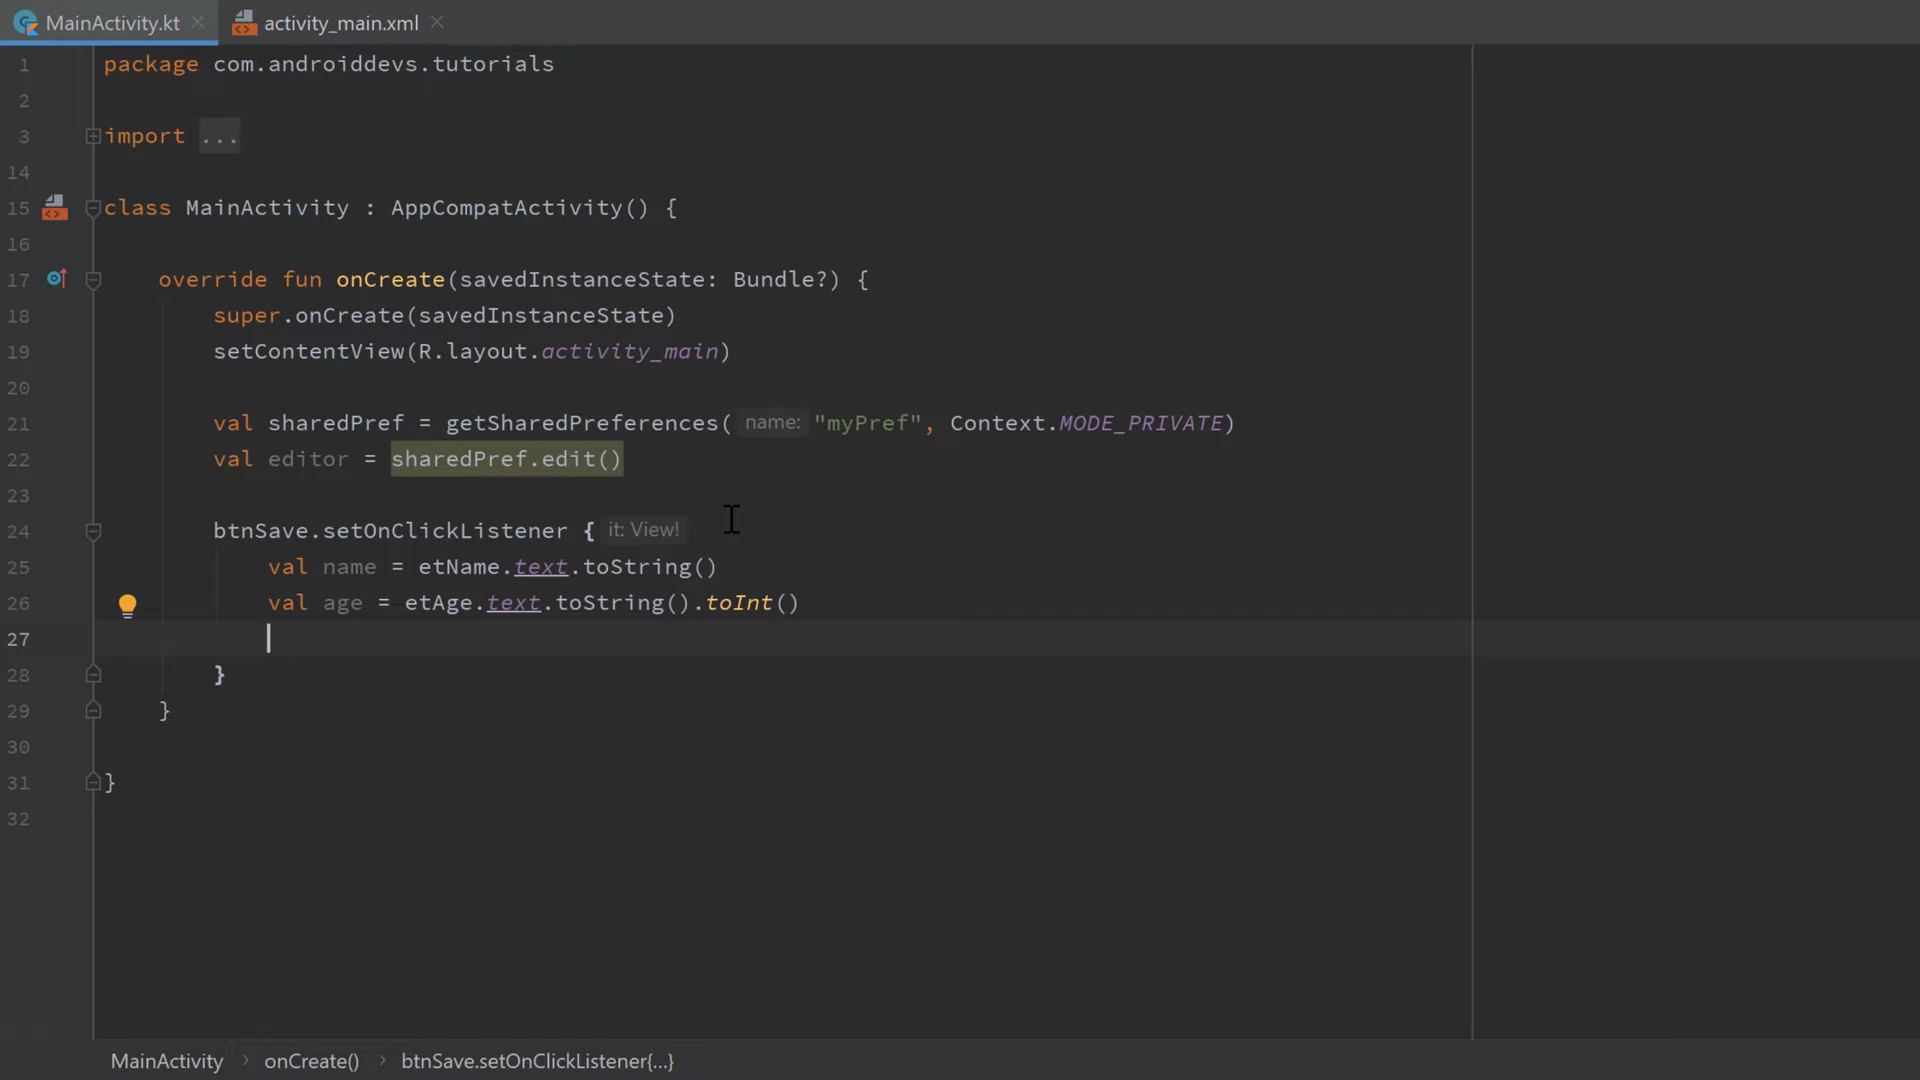 MainActivity.kt activity_main.xml
1 package com.androiddevs.tutorials
2
3 import ...
14
15 class MainActivity : AppCompatActivity() {
16
17 override fun onCreate(savedInstanceState: Bundle?) {
18 super.onCreate(savedInstanceState)
19 setContentView(R.layout.activity_main)
20
21 val sharedPref = getSharedPreferences( name: "myPref", Context.MODE_PRIVATE)
22 val editor = sharedPref.edit()
23
24 btnSave.setOnClickListener { it: View!
25 val name = etName.text.toString()
26 val age = etAge.text.toString().toInt()
27
28 }
29 }
30
31 }
32
MainActivity › onCreate() › btnSave.setOnClickListener{...}